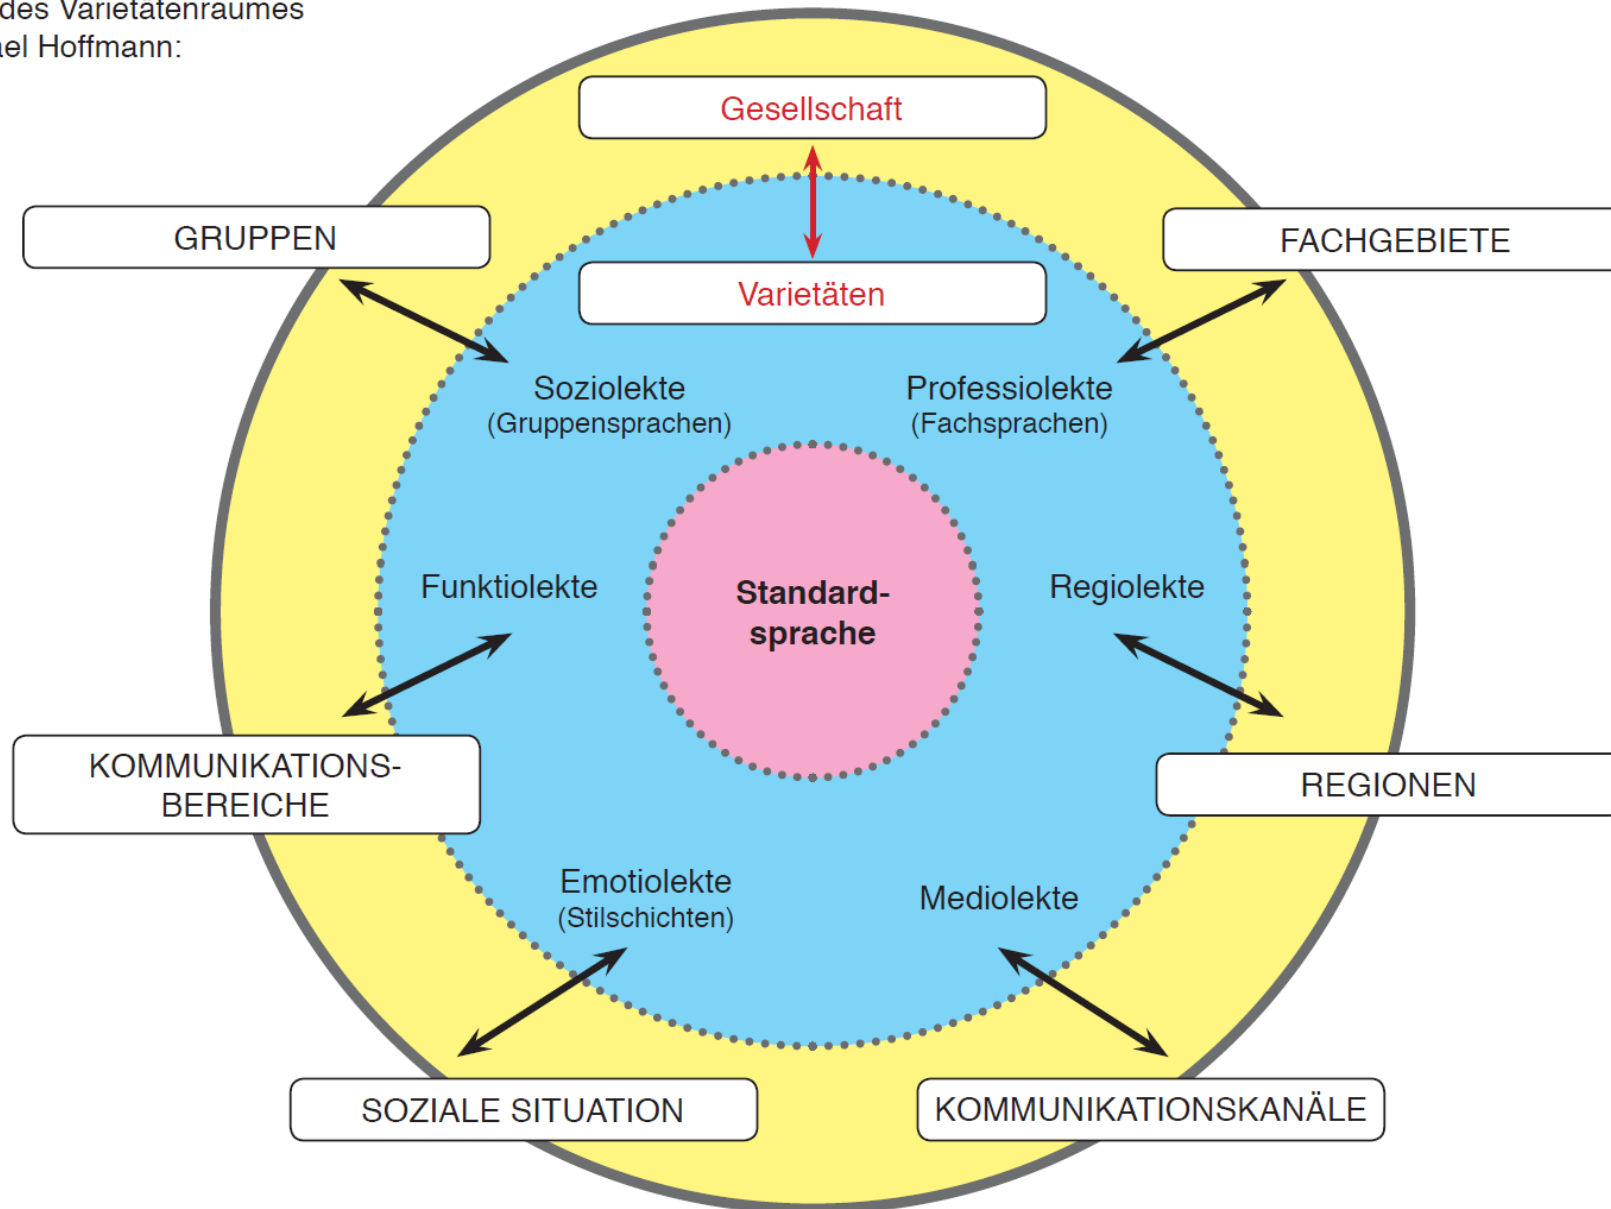 des Varietätenraumes
ael Hoffmann:
Gesellschaft
GRUPPEN
FACHGEBIETE
Varietäten
Soziolekte
(Gruppensprachen)
Professiolekte
(Fachsprachen)
Funktiolekte
Standard-
sprache
Regiolekte
KOMMUNIKATIONS-
BEREICHE
REGIONEN
Emotiolekte
(Stilschichten)
Mediolekte
SOZIALE SITUATION
KOMMUNIKATIONSKANÄLE